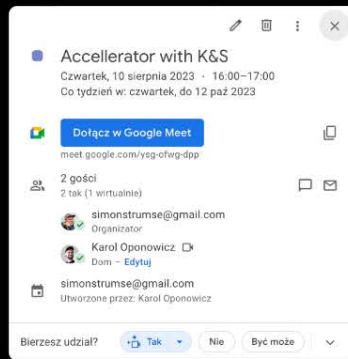 Accellerator with K&S
Czwartek, 10 sierpnia 2023 · 16:00–17:00
Co tydzień w: czwartek, do 12 paź 2023
Dołącz w Google Meet
meet.google.com/ysg-ofwg-dpp
2 gości
2 tak (1 wirtualnie)
simonstrumse@gmail.com
Organizator
Karol Oponowicz
Dom – Edytuj
simonstrumse@gmail.com
Utworzone przez: Karol Oponowicz
Bierzesz udział? Tak Nie Być może